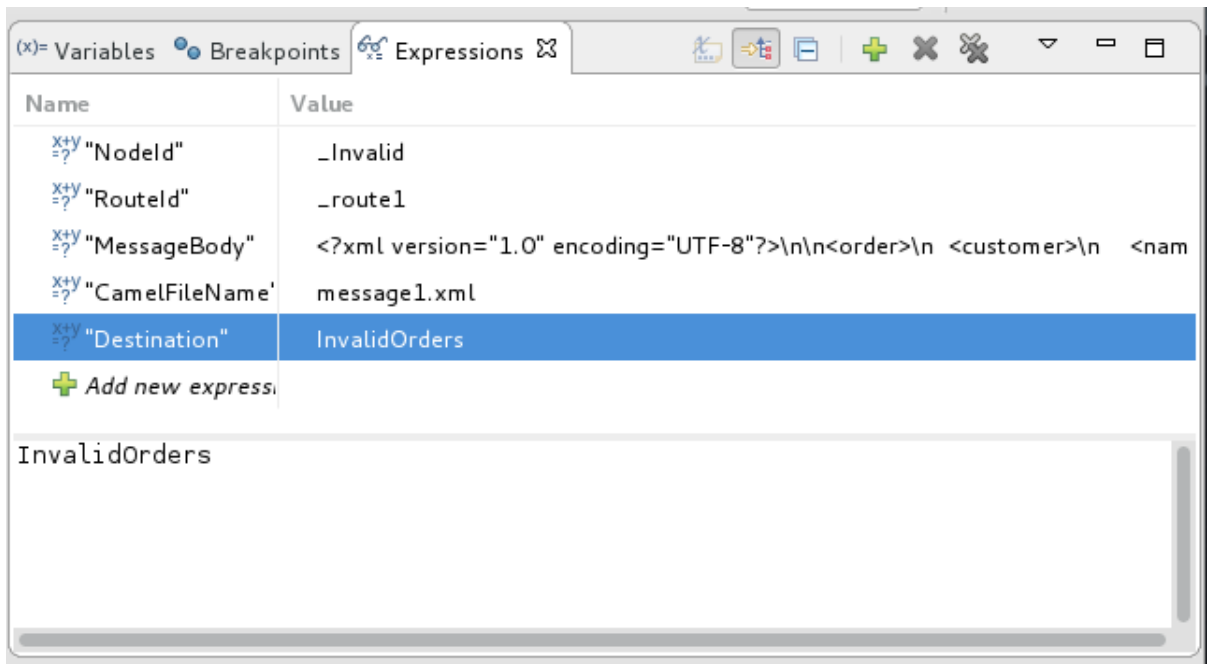 (x)= Variables Breakpoints Expressions
Name Value
x+y=? "NodeId" _Invalid
x+y=? "RouteId" _route1
x+y=? "MessageBody" <?xml version="1.0" encoding="UTF-8"?>\n\n<order>\n <customer>\n <nam
x+y=? "CamelFileName' message1.xml
x+y=? "Destination" InvalidOrders
Add new express
InvalidOrders